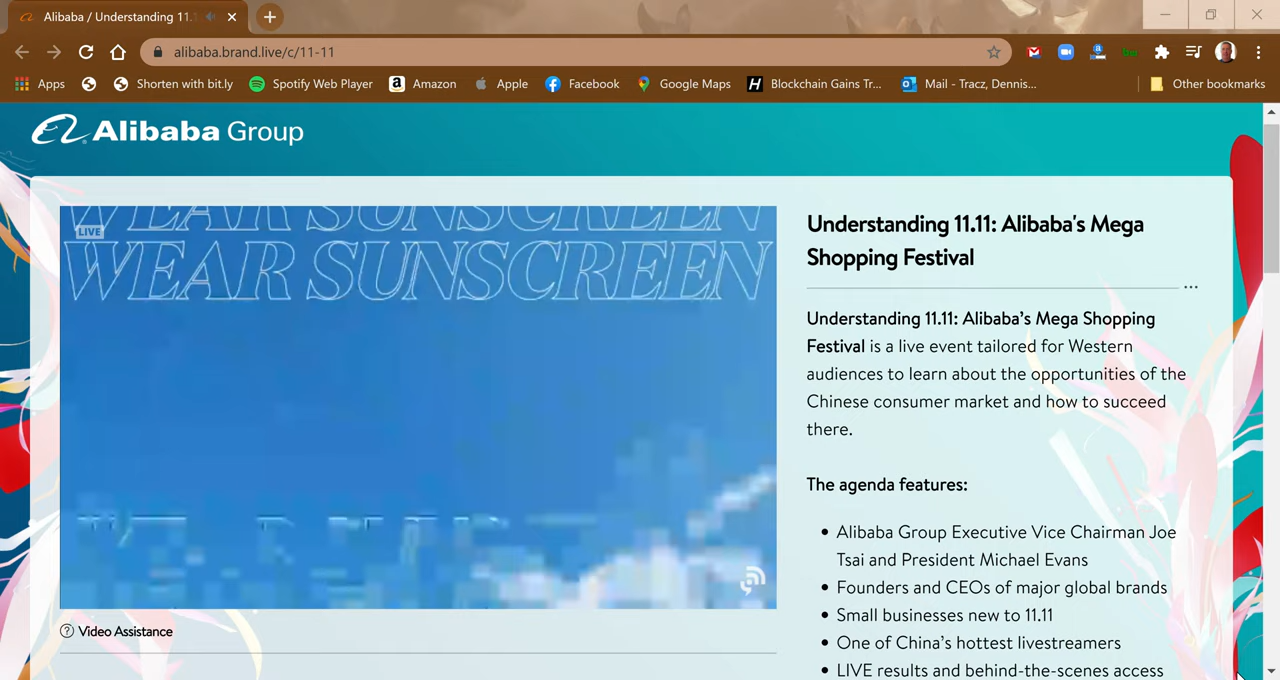 Alibaba / Understanding 11.1
alibaba.brand.live/c/11-11
Apps
Shorten with bit.ly
Spotify Web Player
Amazon
Apple
Facebook
Google Maps
Blockchain Gains Tr...
Mail - Tracz, Dennis...
Other bookmarks
Alibaba Group
LIVE
WEAR SUNSCREEN
WEAR SUNSCREEN
Video Assistance
Understanding 11.11: Alibaba's Mega
Shopping Festival
Understanding 11.11: Alibaba’s Mega Shopping
Festival is a live event tailored for Western
audiences to learn about the opportunities of the
Chinese consumer market and how to succeed
there.
The agenda features:
• Alibaba Group Executive Vice Chairman Joe
Tsai and President Michael Evans
• Founders and CEOs of major global brands
• Small businesses new to 11.11
• One of China’s hottest livestreamers
• LIVE results and behind-the-scenes access